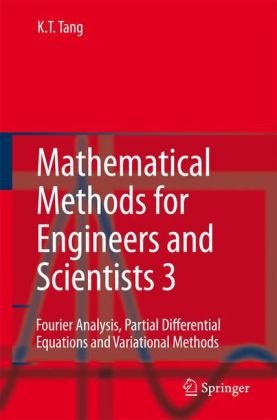 K.T. Tang
Mathematical
Methods for
Engineers and
Scientists 3
Fourier Analysis, Partial Differential
Equations and Variational Methods
Springer